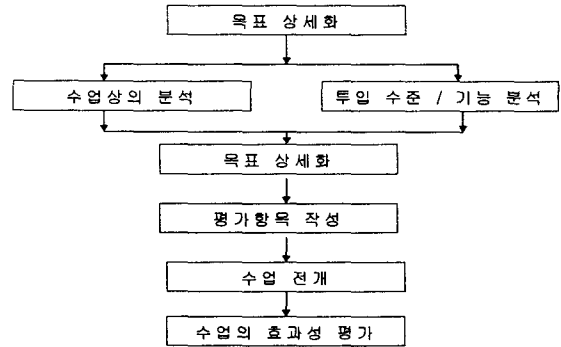 목표 상세화
수업상의 분석
투입 수준 / 기능 분석
목표 상세화
평가항목 작성
수업 전개
수업의 효과성 평가